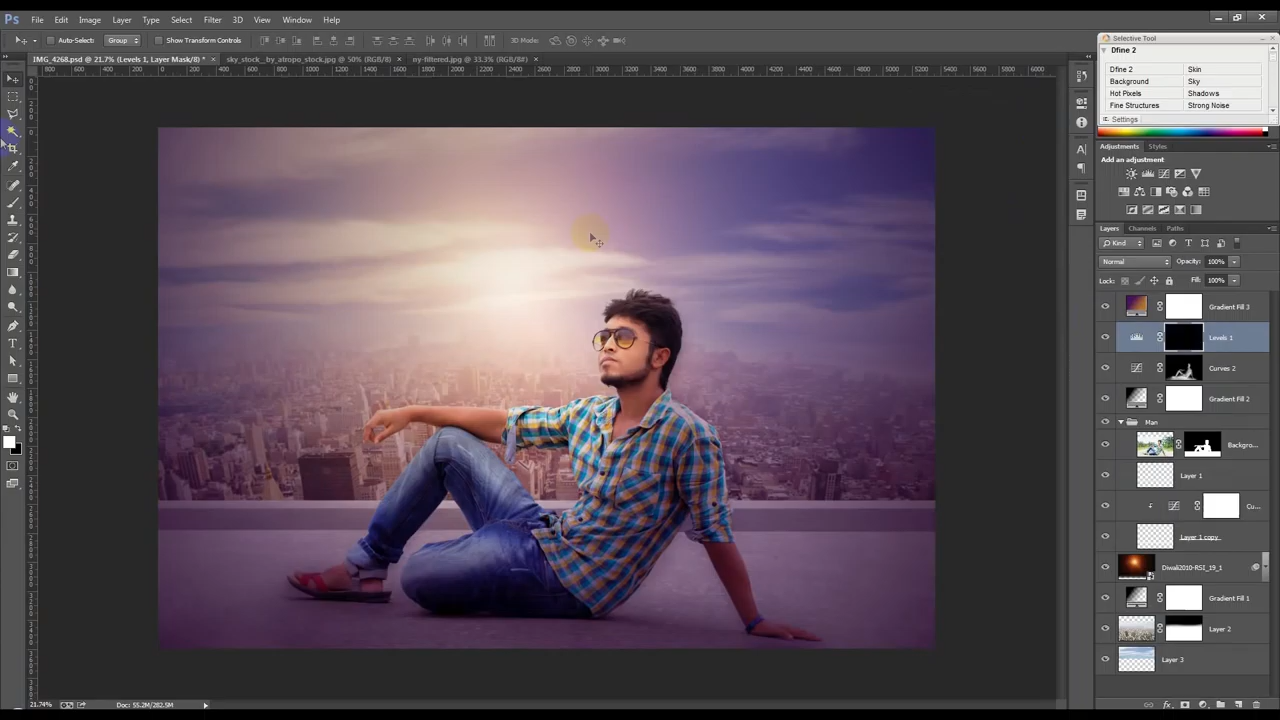 Ps File Edit Image Layer Type Select Filter 3D View Window Help
Auto-Select: Group Show Transform Controls 3D Mode:
IMG_4268.psd @ 21.7% (Levels 1, Layer Mask/8) * × sky_stock__by_atropo_stock.jpg @ 50% (RGB/8) × ny-filtered.jpg @ 33.3% (RGB/8#) ×
Selective Tool
Dfine 2
Dfine 2 Skin
Background Sky
Hot Pixels Shadows
Fine Structures Strong Noise
Settings
Adjustments Styles
Add an adjustment
Layers Channels Paths
Kind
Normal Opacity: 100%
Lock: Fill: 100%
Gradient Fill 3
Levels 1
Curves 2
Gradient Fill 2
Man
Backgro...
Layer 1
Cu...
Layer 1 copy
Diwali2010-RSI_19_1
Gradient Fill 1
Layer 2
Layer 3
21.74% Doc: 55.2M/282.5M